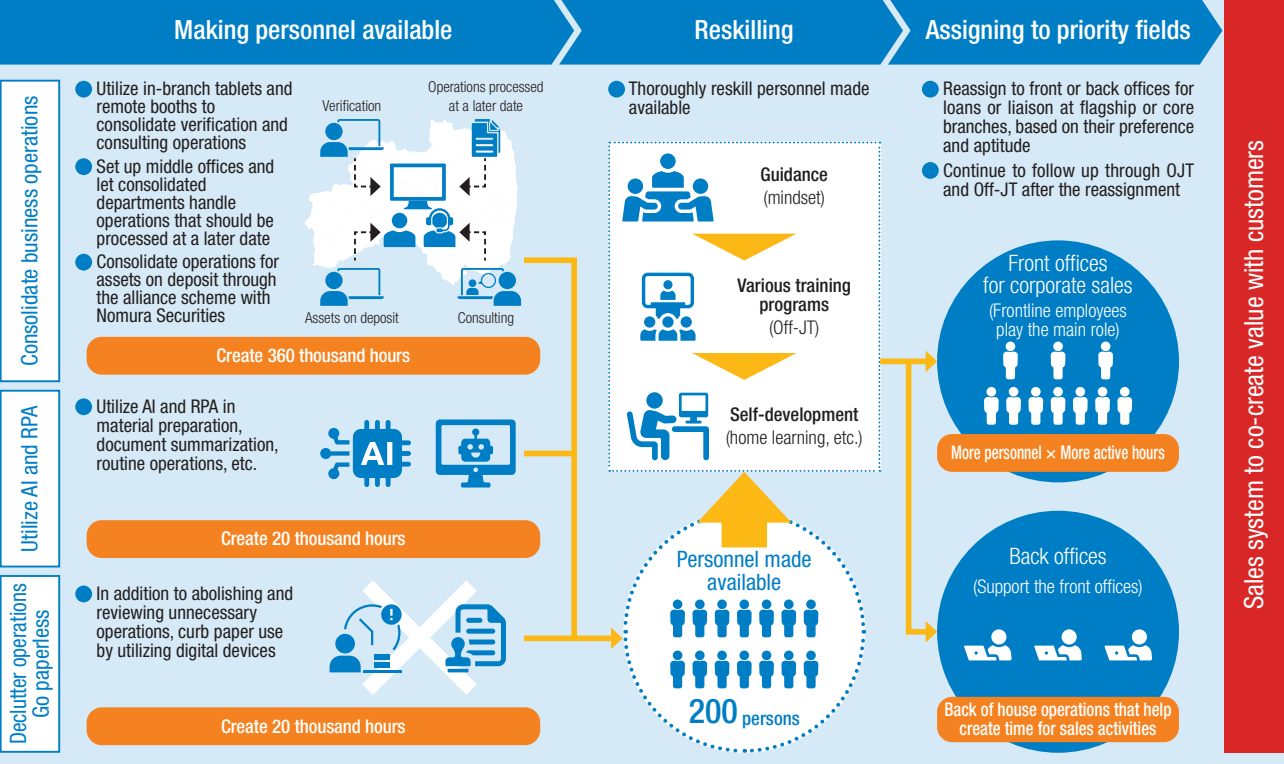 Making personnel available
Reskilling
Assigning to priority fields
Sales system to co-create value with customers
Consolidate business operations
Utilize in-branch tablets and
remote booths to
consolidate verification and
consulting operations
Set up middle offices and
let consolidated
departments handle
operations that should be
processed at a later date
Consolidate operations for
assets on deposit through
the alliance scheme with
Nomura Securities
Verification
Operations processed
at a later date
Assets on deposit
Consulting
Create 360 thousand hours
Utilize AI and RPA
Utilize AI and RPA in
material preparation,
document summarization,
routine operations, etc.
AI
Create 20 thousand hours
Declutter operations
Go paperless
In addition to abolishing and
reviewing unnecessary
operations, curb paper use
by utilizing digital devices
Create 20 thousand hours
Thoroughly reskill personnel made
available
Guidance
(mindset)
Various training
programs
(Off-JT)
Self-development
(home learning, etc.)
Personnel made
available
200 persons
Reassign to front or back offices for
loans or liaison at flagship or core
branches, based on their preference
and aptitude
Continue to follow up through OJT
and Off-JT after the reassignment
Front offices
for corporate sales
(Frontline employees
play the main role)
More personnel × More active hours
Back offices
(Support the front offices)
Back of house operations that help
create time for sales activities